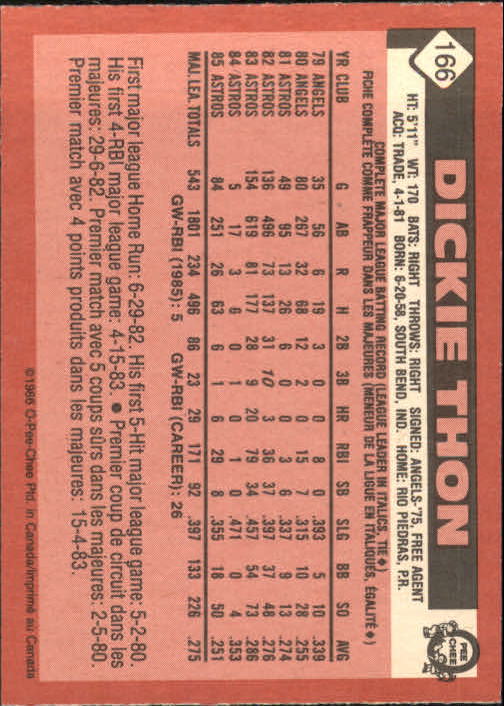 166
DICKIE THON
O
PEE
CHEE
HT: 5'11" WT: 170 BATS: RIGHT THROWS: RIGHT SIGNED: ANGELS-'75, FREE AGENT
ACQ: TRADE, 4-1-81 BORN: 6-20-58, SOUTH BEND, IND. HOME: RIO PIEDRAS, P.R.
COMPLETE MAJOR LEAGUE BATTING RECORD (LEAGUE LEADER IN ITALICS, TIE♦)
FICHE COMPLÈTE COMME FRAPPEUR DANS LES MAJEURES (MENEUR DE LA LIGUE EN ITALIQUES, ÉGALITÉ♦)
YR CLUB G AB R H 2B 3B HR RBI SB SLG BB SO AVG
79 ANGELS 35 56 6 19 3 0 0 8 0 .393 5 10 .339
80 ANGELS 80 267 32 68 12 2 0 15 7 .315 10 28 .255
81 ASTROS 49 95 13 26 6 0 0 3 6 .337 9 13 .274
82 ASTROS 136 496 73 137 31 10 3 36 37 .397 37 48 .276
83 ASTROS 154 619 81 177 28 9 20 79 34 .457 54 73 .286
84 ASTROS 5 17 3 6 0 1 0 1 0 .471 0 4 .353
85 ASTROS 84 251 26 63 6 1 6 29 8 .355 18 50 .251
MAJ. LEA. TOTALS 543 1801 234 496 86 23 29 171 92 .397 133 226 .275
GW-RBI (1985): 5 GW-RBI (CAREER): 26
First major league Home Run: 6-29-82. His first 5-Hit major league game: 5-2-80.
His first 4-RBI major league game: 4-15-83. ● Premier coup de circuit dans les
majeures: 29-6-82. Premier match avec 5 coups sûrs dans les majeures: 2-5-80.
Premier match avec 4 points produits dans les majeures: 15-4-83.
©1986 O-Pee-Chee Ptd. in Canada/Imprimé au Canada